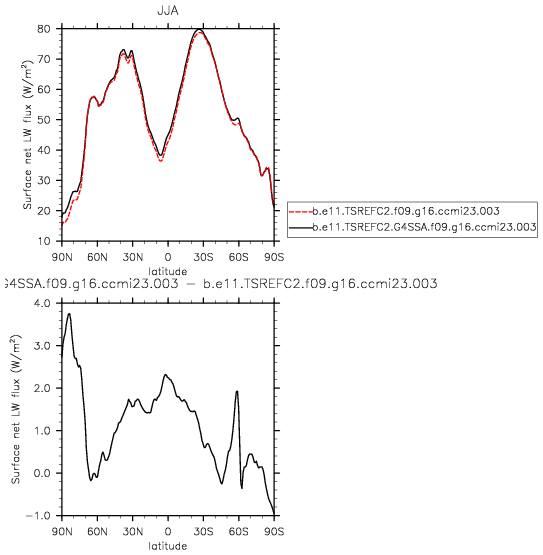 JJA
80
70
60
50
40
30
20
10
Surface net LW flux (W/m²)
90N 60N 30N 0 30S 60S 90S
latitude
b.e11.TSREFC2.f09.g16.ccmi23.003
b.e11.TSREFC2.G4SSA.f09.g16.ccmi23.003
G4SSA.f09.g16.ccmi23.003 – b.e11.TSREFC2.f09.g16.ccmi23.003
4.0
3.0
2.0
1.0
0.0
−1.0
Surface net LW flux (W/m²)
90N 60N 30N 0 30S 60S 90S
latitude